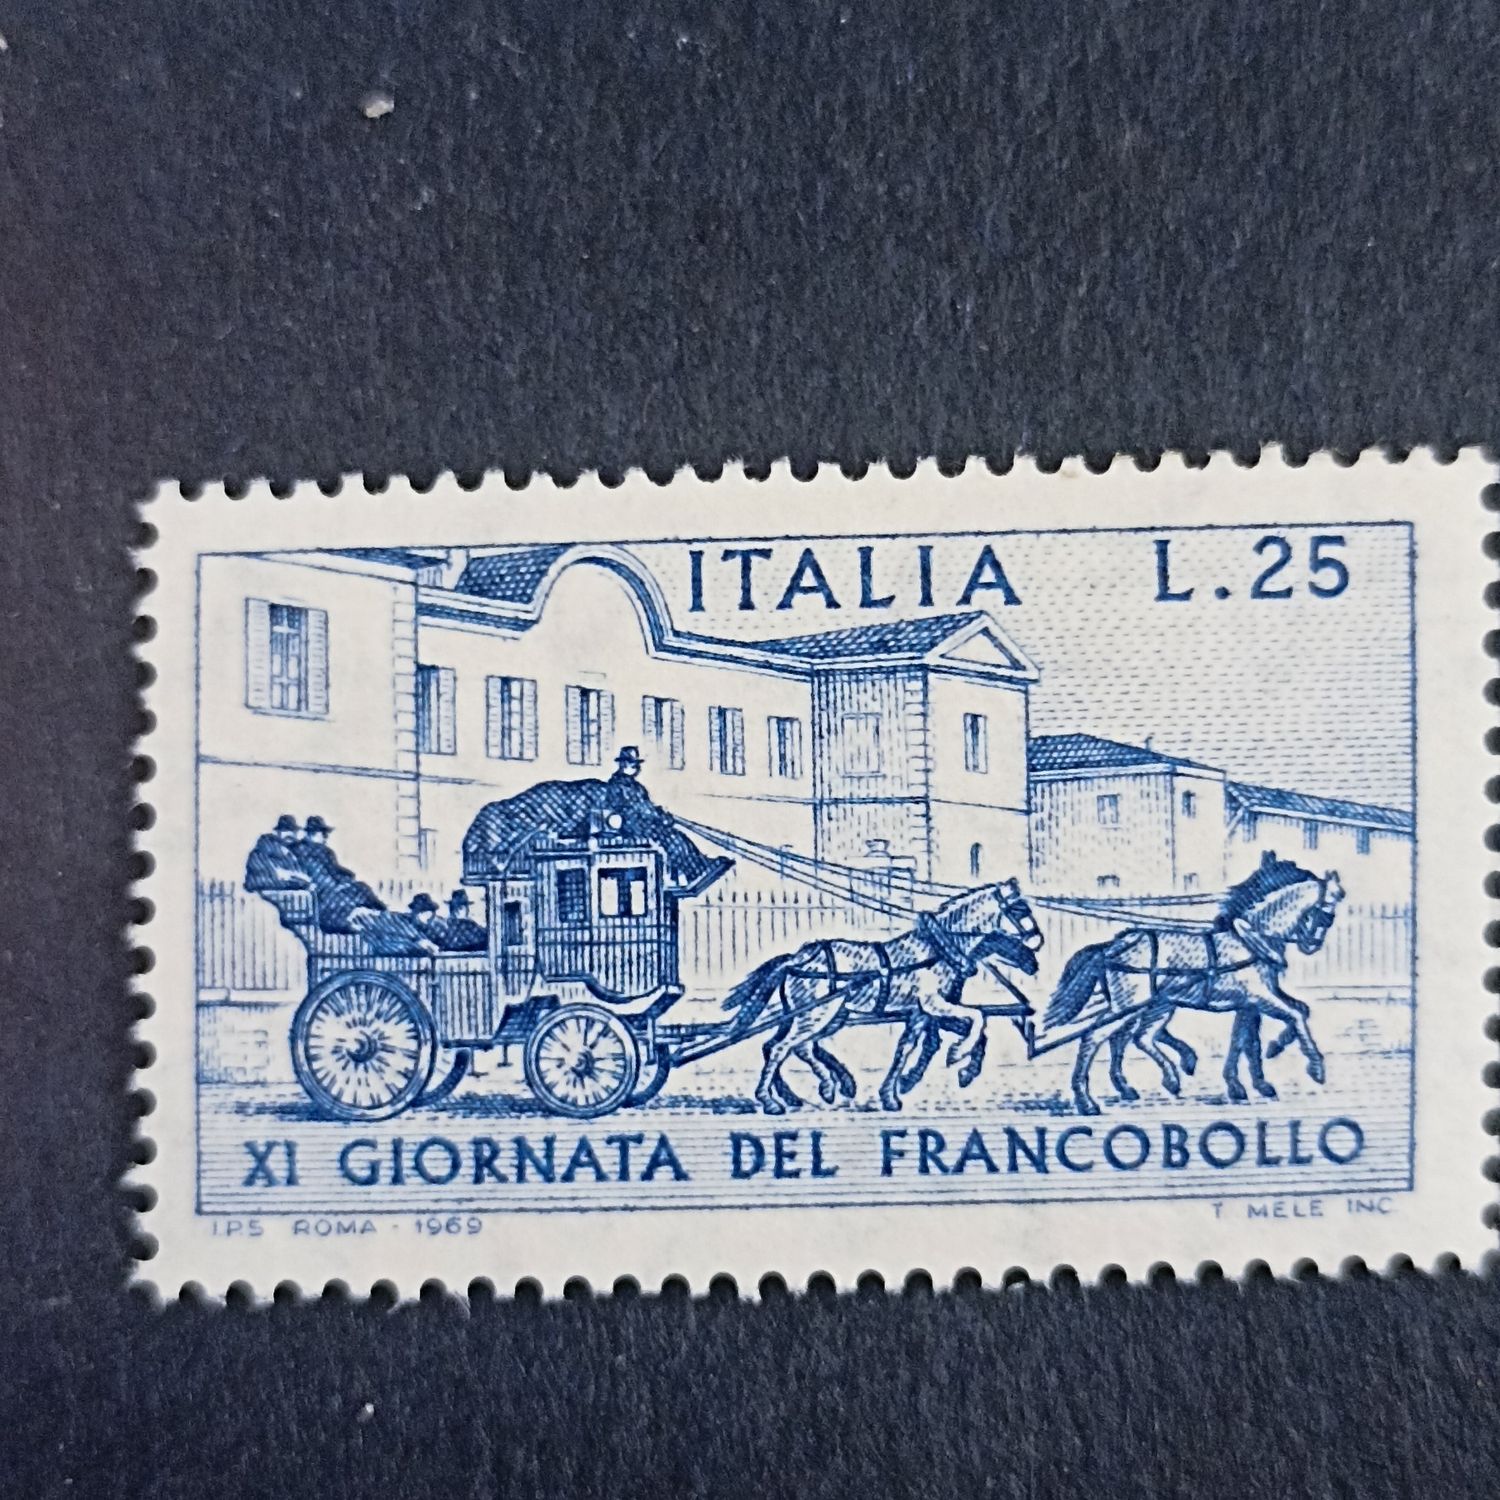 ITALIA L. 25
XI GIORNATA DEL FRANCOBOLLO
I.P.S ROMA - 1969 T MELE INC